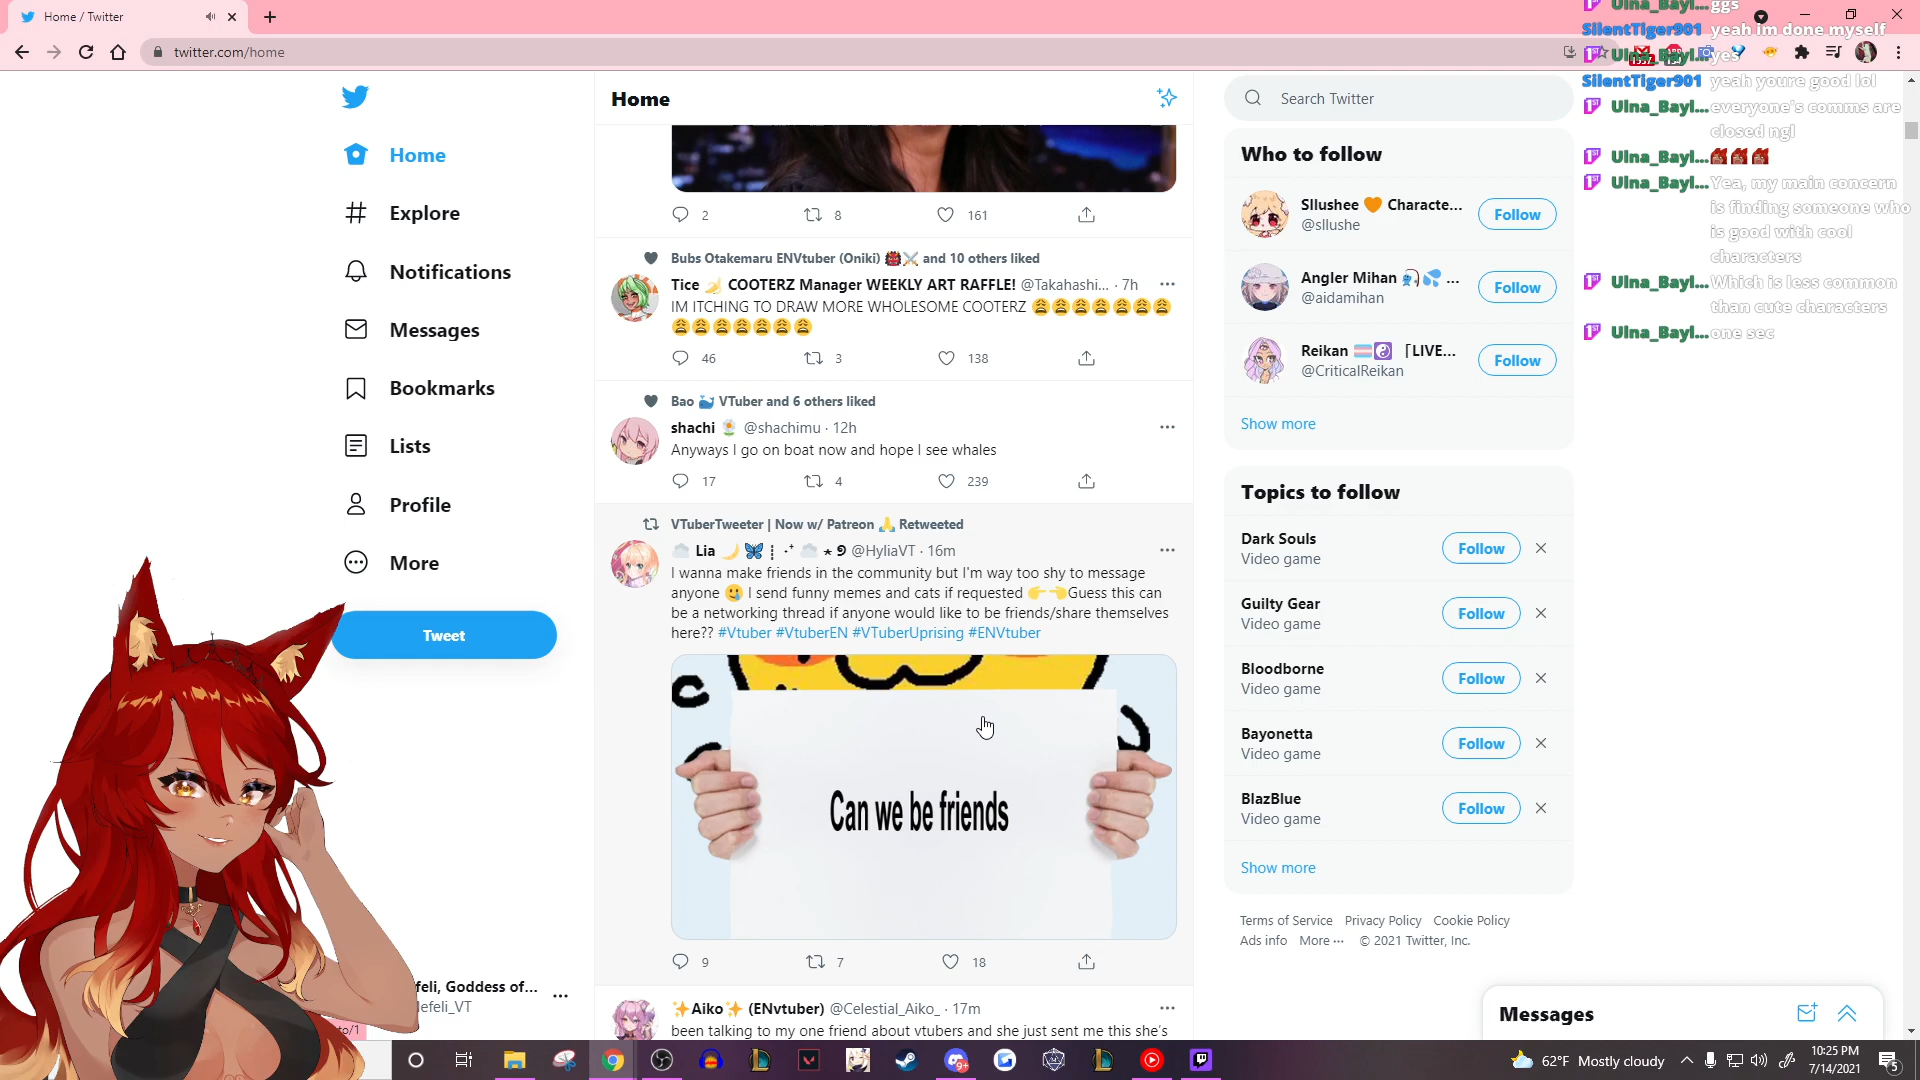 Home / Twitter
twitter.com/home
Home
Explore
Notifications
Messages
Bookmarks
Lists
Profile
More
Tweet
feli, Goddess of...
efeli_VT
Home
2 8 161
Bubs Otakemaru ENVtuber (Oniki) 👹⚔️ and 10 others liked
Tice 🍌 COOTERZ Manager WEEKLY ART RAFFLE! @Takahashi... · 7h
IM ITCHING TO DRAW MORE WHOLESOME COOTERZ 😩😩😩😩😩😩😩
😩😩😩😩😩😩😩
46 3 138
Bao 🐳 VTuber and 6 others liked
shachi 🌼 @shachimu · 12h
Anyways I go on boat now and hope I see whales
17 4 239
VTuberTweeter | Now w/ Patreon 🙏 Retweeted
☁️ Lia 🌙 🦋 ┊ ˖⁺ ☁️ ⋆ ୨ @HyliaVT · 16m
I wanna make friends in the community but I'm way too shy to message
anyone 🥲 I send funny memes and cats if requested 👉👈Guess this can
be a networking thread if anyone would like to be friends/share themselves
here?? #Vtuber #VtuberEN #VTuberUprising #ENVtuber
Can we be friends
9 7 18
✨Aiko✨ (ENvtuber) @Celestial_Aiko_ · 17m
been talking to my one friend about vtubers and she just sent me this she's
Search Twitter
Who to follow
Sllushee 🧡 Characte...
@sllushe
Follow
Angler Mihan 🎣💦 ...
@aidamihan
Follow
Reikan 🏳️‍⚧️☯️ 「LIVE...
@CriticalReikan
Follow
Show more
Topics to follow
Dark Souls
Video game
Follow
Guilty Gear
Video game
Follow
Bloodborne
Video game
Follow
Bayonetta
Video game
Follow
BlazBlue
Video game
Follow
Show more
Terms of Service Privacy Policy Cookie Policy
Ads info More ··· © 2021 Twitter, Inc.
Messages
ggs
SilentTiger901 yeah im done myself
Ulna_Bayl... yes
SilentTiger901 yeah youre good lol
Ulna_Bayl... everyone's comms are
closed ngl
Ulna_Bayl...
Ulna_Bayl... Yea, my main concern
is finding someone who
is good with cool
characters
Ulna_Bayl... Which is less common
than cute characters
Ulna_Bayl... one sec
62°F Mostly cloudy
10:25 PM
7/14/2021
5
9+